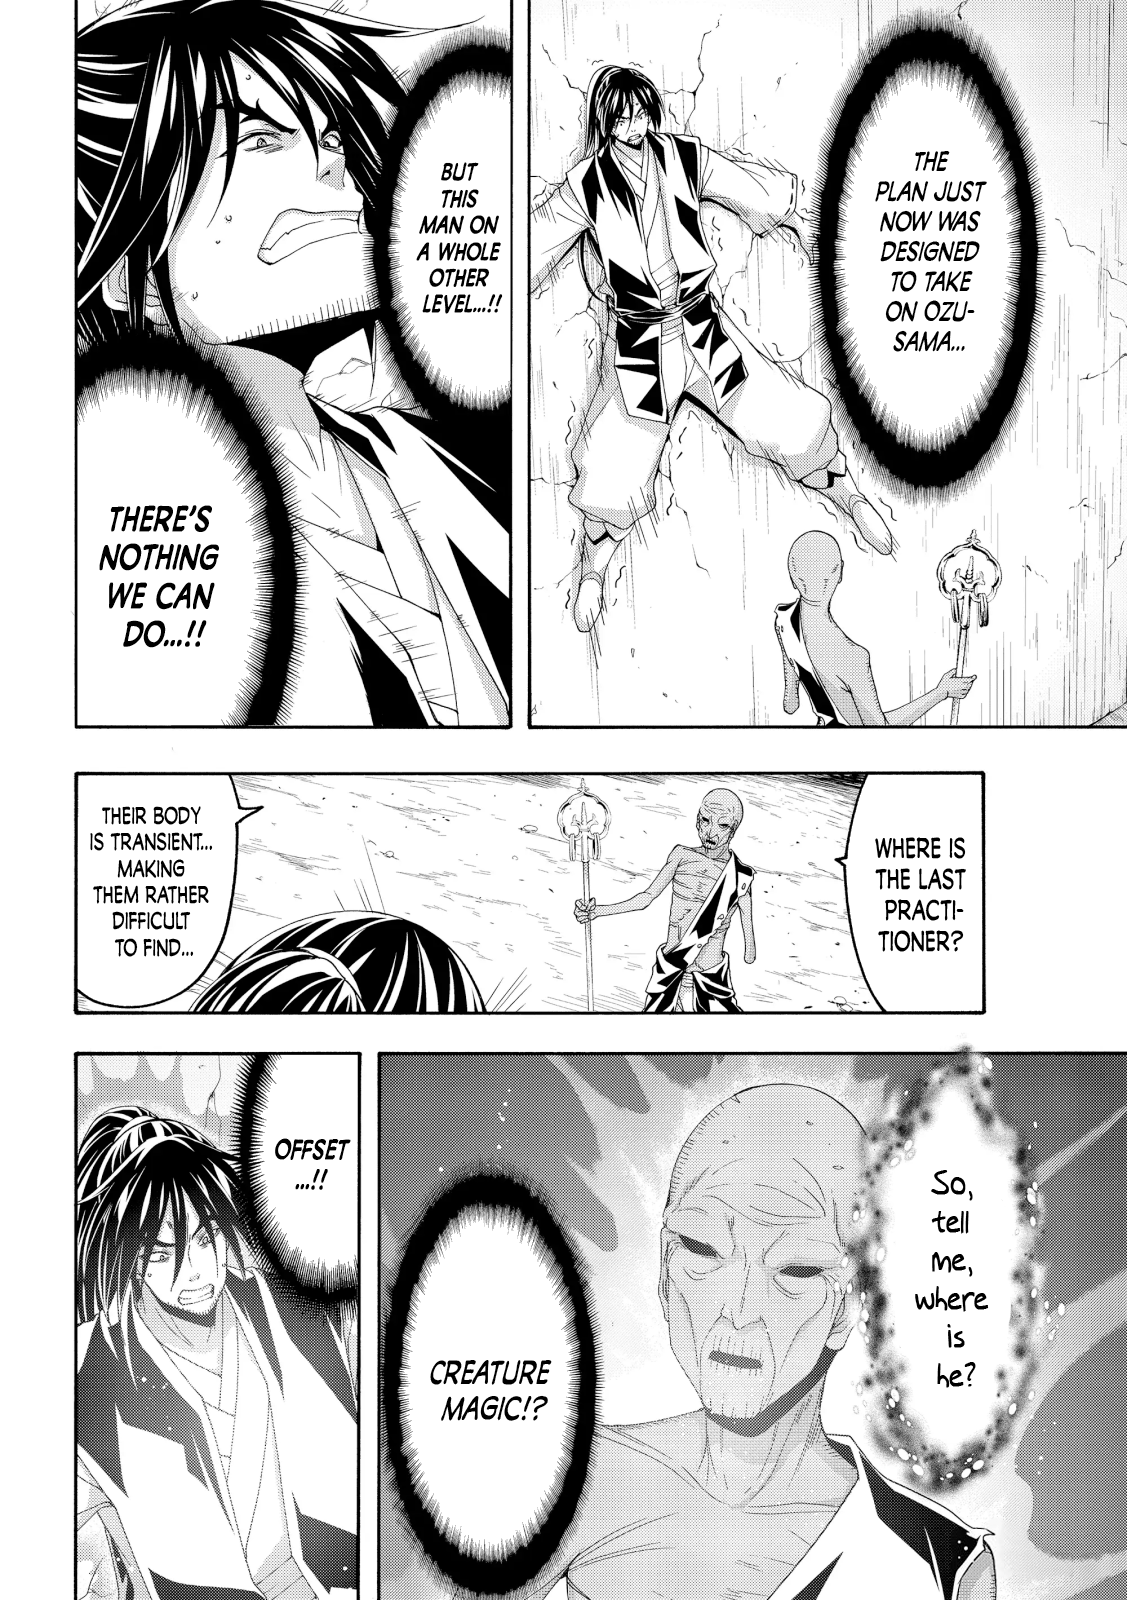 THE
PLAN JUST
NOW WAS
DESIGNED
TO TAKE
ON OZU-
SAMA...
BUT
THIS
MAN ON
A WHOLE
OTHER
LEVEL...!!
THERE'S
NOTHING
WE CAN
DO...!!
WHERE IS
THE LAST
PRACTI-
TIONER?
THEIR BODY
IS TRANSIENT...
MAKING
THEM RATHER
DIFFICULT
TO FIND...
So,
tell
me,
where
is
he?
CREATURE
MAGIC!?
OFFSET
...!!